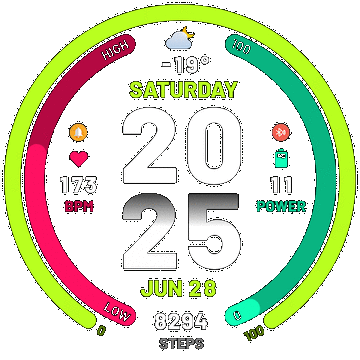 HIGH
100
-19°
SATURDAY
20
173
11
BPM
POWER
25
JUN 28
LOW
0
8294
0
100
STEPS